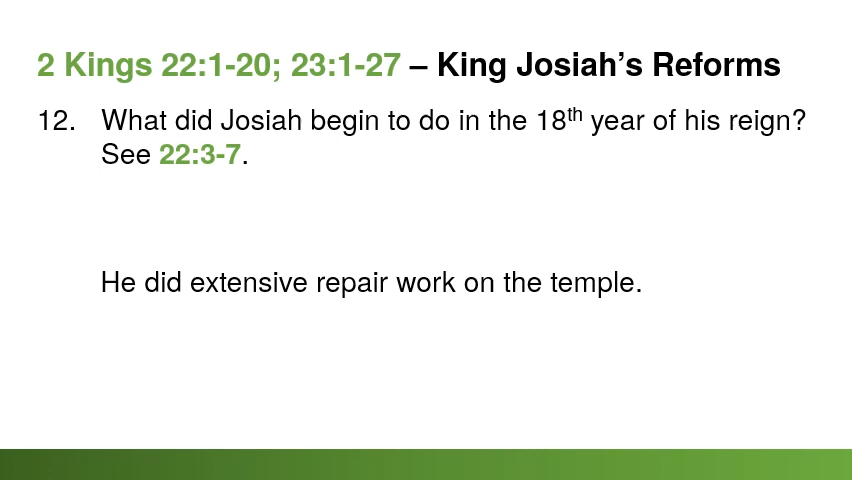 2 Kings 22:1-20; 23:1-27 – King Josiah’s Reforms
12. What did Josiah begin to do in the 18th year of his reign?
See 22:3-7.
He did extensive repair work on the temple.